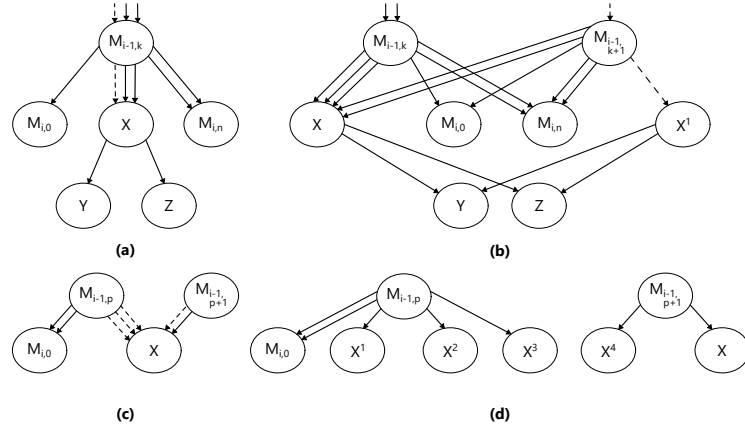 M_{i-1,k}
M_{i,0} X M_{i,n}
Y Z
(a)
M_{i-1,k} M_{i-1, k+1}
X M_{i,0} M_{i,n} X^1
Y Z
(b)
M_{i-1,p} M_{i-1, p+1}
M_{i,0} X
(c)
M_{i-1,p} M_{i-1, p+1}
M_{i,0} X^1 X^2 X^3 X^4 X
(d)